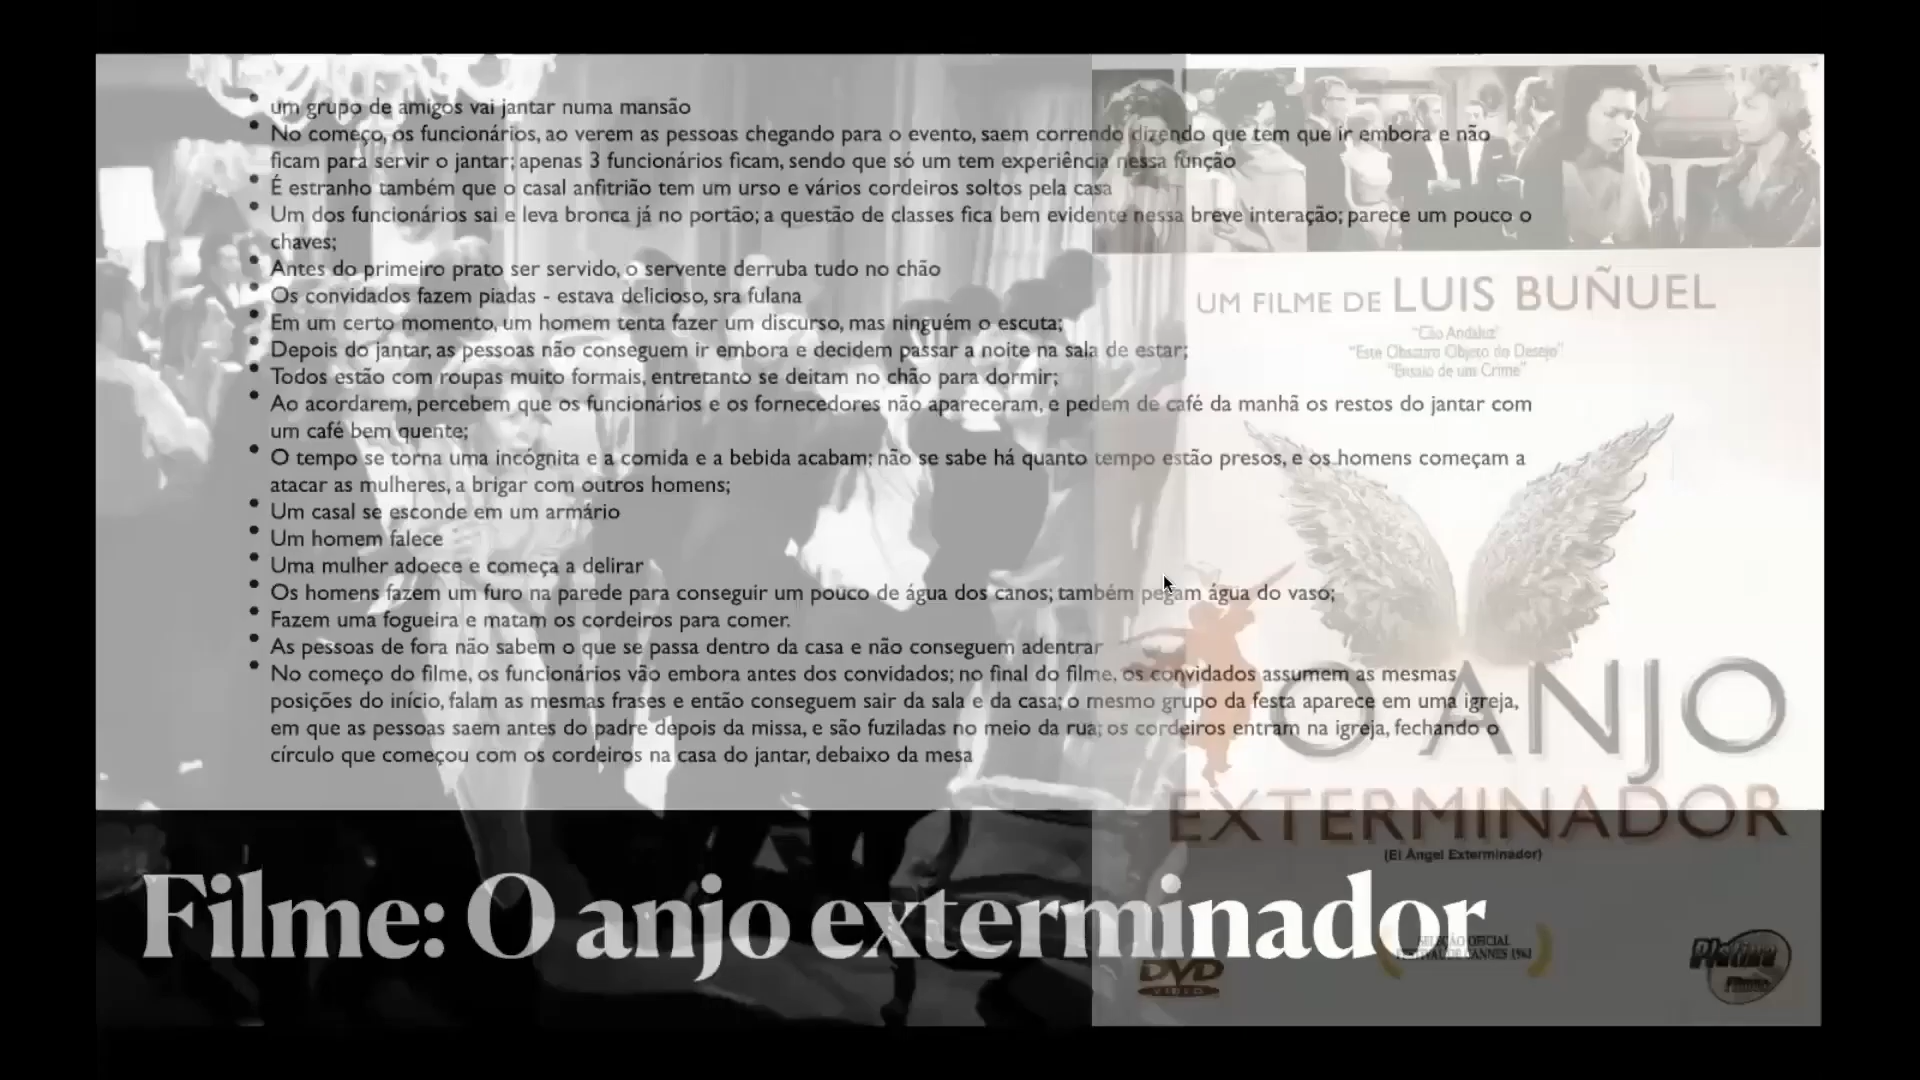 • um grupo de amigos vai jantar numa mansão
• No começo, os funcionários, ao verem as pessoas chegando para o evento, saem correndo dizendo que tem que ir embora e não
ficam para servir o jantar; apenas 3 funcionários ficam, sendo que só um tem experiência nessa função
• É estranho também que o casal anfitrião tem um urso e vários cordeiros soltos pela casa
• Um dos funcionários sai e leva bronca já no portão; a questão de classes fica bem evidente nessa breve interação; parece um pouco o
chaves;
• Antes do primeiro prato ser servido, o servente derruba tudo no chão
• Os convidados fazem piadas - estava delicioso, sra fulana
• Em um certo momento, um homem tenta fazer um discurso, mas ninguém o escuta;
• Depois do jantar, as pessoas não conseguem ir embora e decidem passar a noite na sala de estar;
• Todos estão com roupas muito formais, entretanto se deitam no chão para dormir;
• Ao acordarem, percebem que os funcionários e os fornecedores não apareceram, e pedem de café da manhã os restos do jantar com
um café bem quente;
• O tempo se torna uma incógnita e a comida e a bebida acabam; não se sabe há quanto tempo estão presos, e os homens começam a
atacar as mulheres, a brigar com outros homens;
• Um casal se esconde em um armário
• Um homem falece
• Uma mulher adoece e começa a delirar
• Os homens fazem um furo na parede para conseguir um pouco de água dos canos; também pegam água do vaso;
• Fazem uma fogueira e matam os cordeiros para comer.
• As pessoas de fora não sabem o que se passa dentro da casa e não conseguem adentrar
• No começo do filme, os funcionários vão embora antes dos convidados; no final do filme, os convidados assumem as mesmas
posições do início, falam as mesmas frases e então conseguem sair da sala e da casa; o mesmo grupo da festa aparece em uma igreja,
em que as pessoas saem antes do padre depois da missa, e são fuziladas no meio da rua; os cordeiros entram na igreja, fechando o
círculo que começou com os cordeiros na casa do jantar, debaixo da mesa
UM FILME DE LUIS BUÑUEL
"Cão Andaluz"
"Este Obscuro Objeto do Desejo"
"Ensaio de um Crime"
O ANJO
EXTERMINADOR
(El Angel Exterminador)
Filme: O anjo exterminador
SELEÇÃO OFICIAL
FESTIVAL DE CANNES
DVD
VIDEO
Platina
Filmes